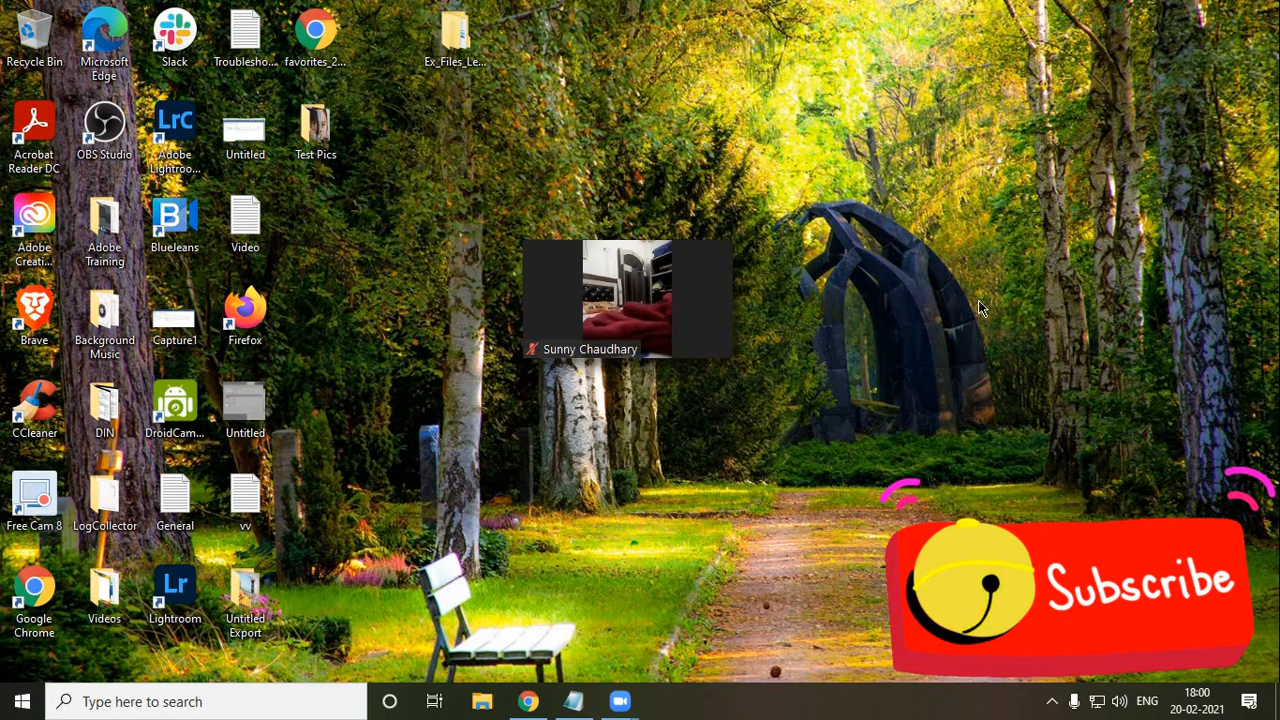 Recycle Bin
Microsoft
Edge
Slack
Troublesho...
favorites_2...
Ex_Files_Le...
Acrobat
Reader DC
OBS Studio
Lrc
Adobe
Lightroo...
Untitled
Test Pics
Adobe
Creati...
Adobe
Training
BlueJeans
Video
Brave
Background
Music
Capture1
Firefox
Sunny Chaudhary
CCleaner
DIN
DroidCam...
Untitled
Free Cam 8
LogCollector
General
vv
Subscribe
Google
Chrome
Videos
Lr
Lightroom
Untitled
Export
Type here to search
ENG
18:00
20-02-2021